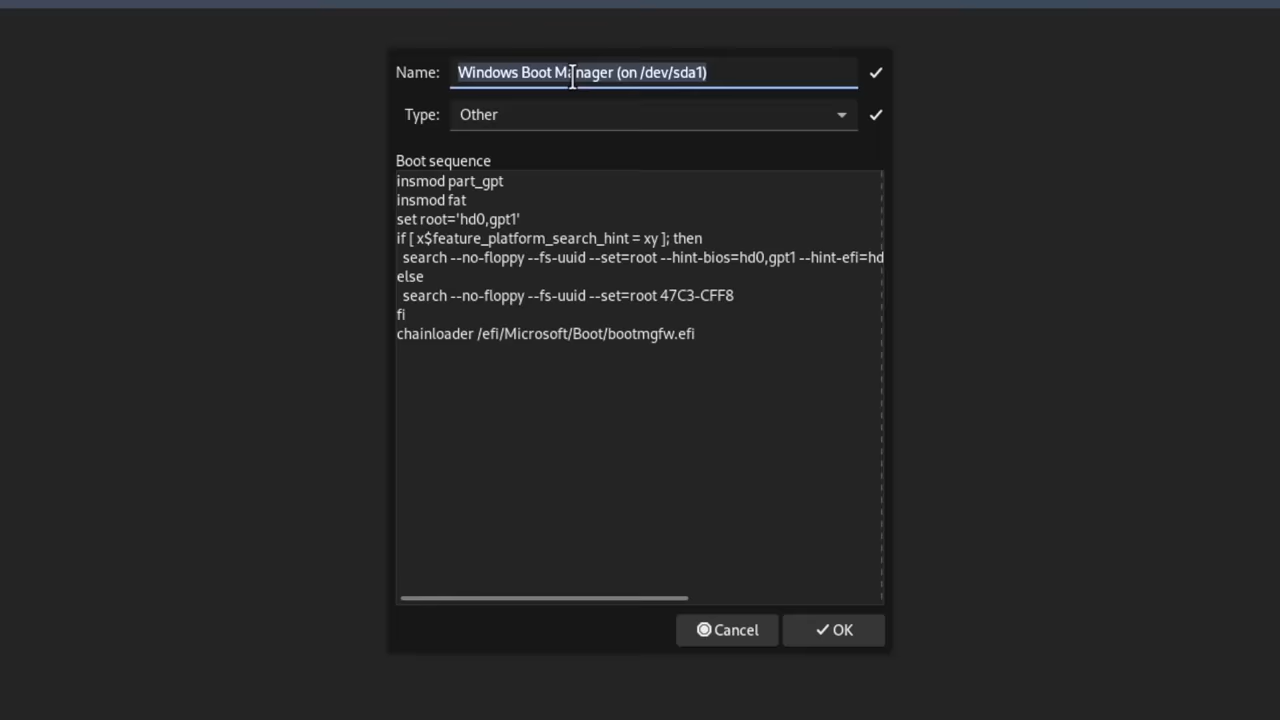 Name: Windows Boot Manager (on /dev/sda1)
Type: Other
Boot sequence
insmod part_gpt
insmod fat
set root='hd0,gpt1'
if [ x$feature_platform_search_hint = xy ]; then
  search --no-floppy --fs-uuid --set=root --hint-bios=hd0,gpt1 --hint-efi=hd
else
  search --no-floppy --fs-uuid --set=root 47C3-CFF8
fi
chainloader /efi/Microsoft/Boot/bootmgfw.efi
Cancel OK